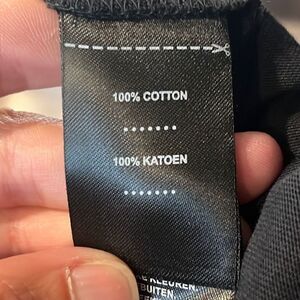 100% COTTON
.......
100% KATOEN
.......
KLEUREN.
BUITEN